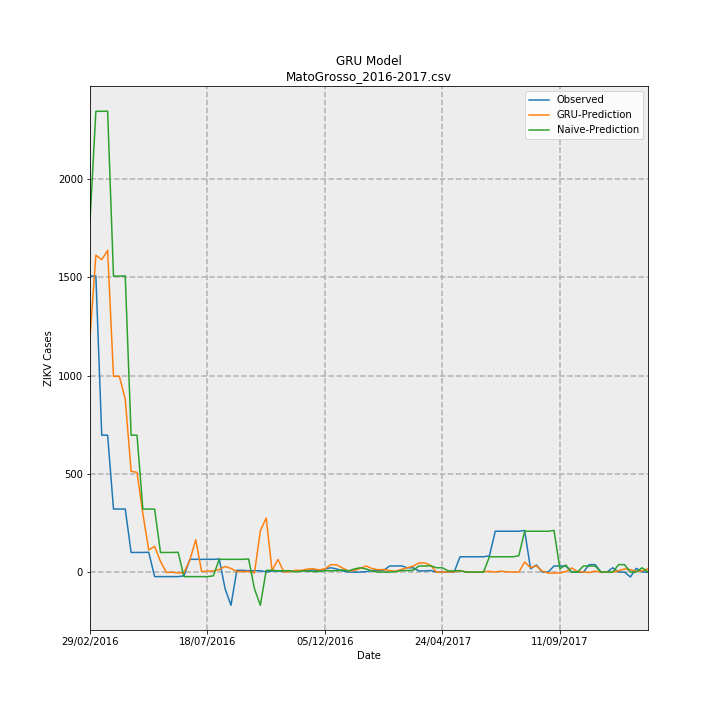 GRU Model
MatoGrosso_2016-2017.csv
Observed
GRU-Prediction
Naive-Prediction
2000
1500
1000
500
0
ZIKV Cases
29/02/2016
18/07/2016
05/12/2016
24/04/2017
11/09/2017
Date